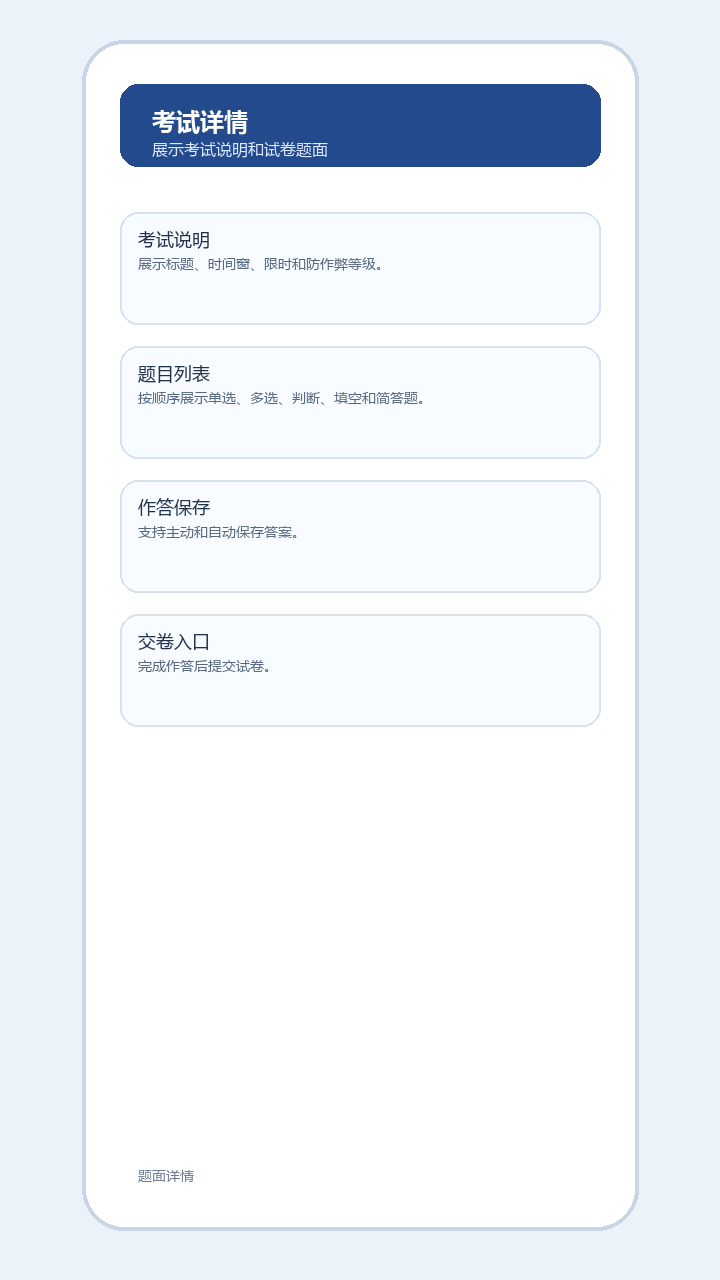 考试详情
展示考试说明和试卷题面
考试说明
展示标题、时间窗、限时和防作弊等级。
题目列表
按顺序展示单选、多选、判断、填空和简答题。
作答保存
支持主动和自动保存答案。
交卷入口
完成作答后提交试卷。
题面详情